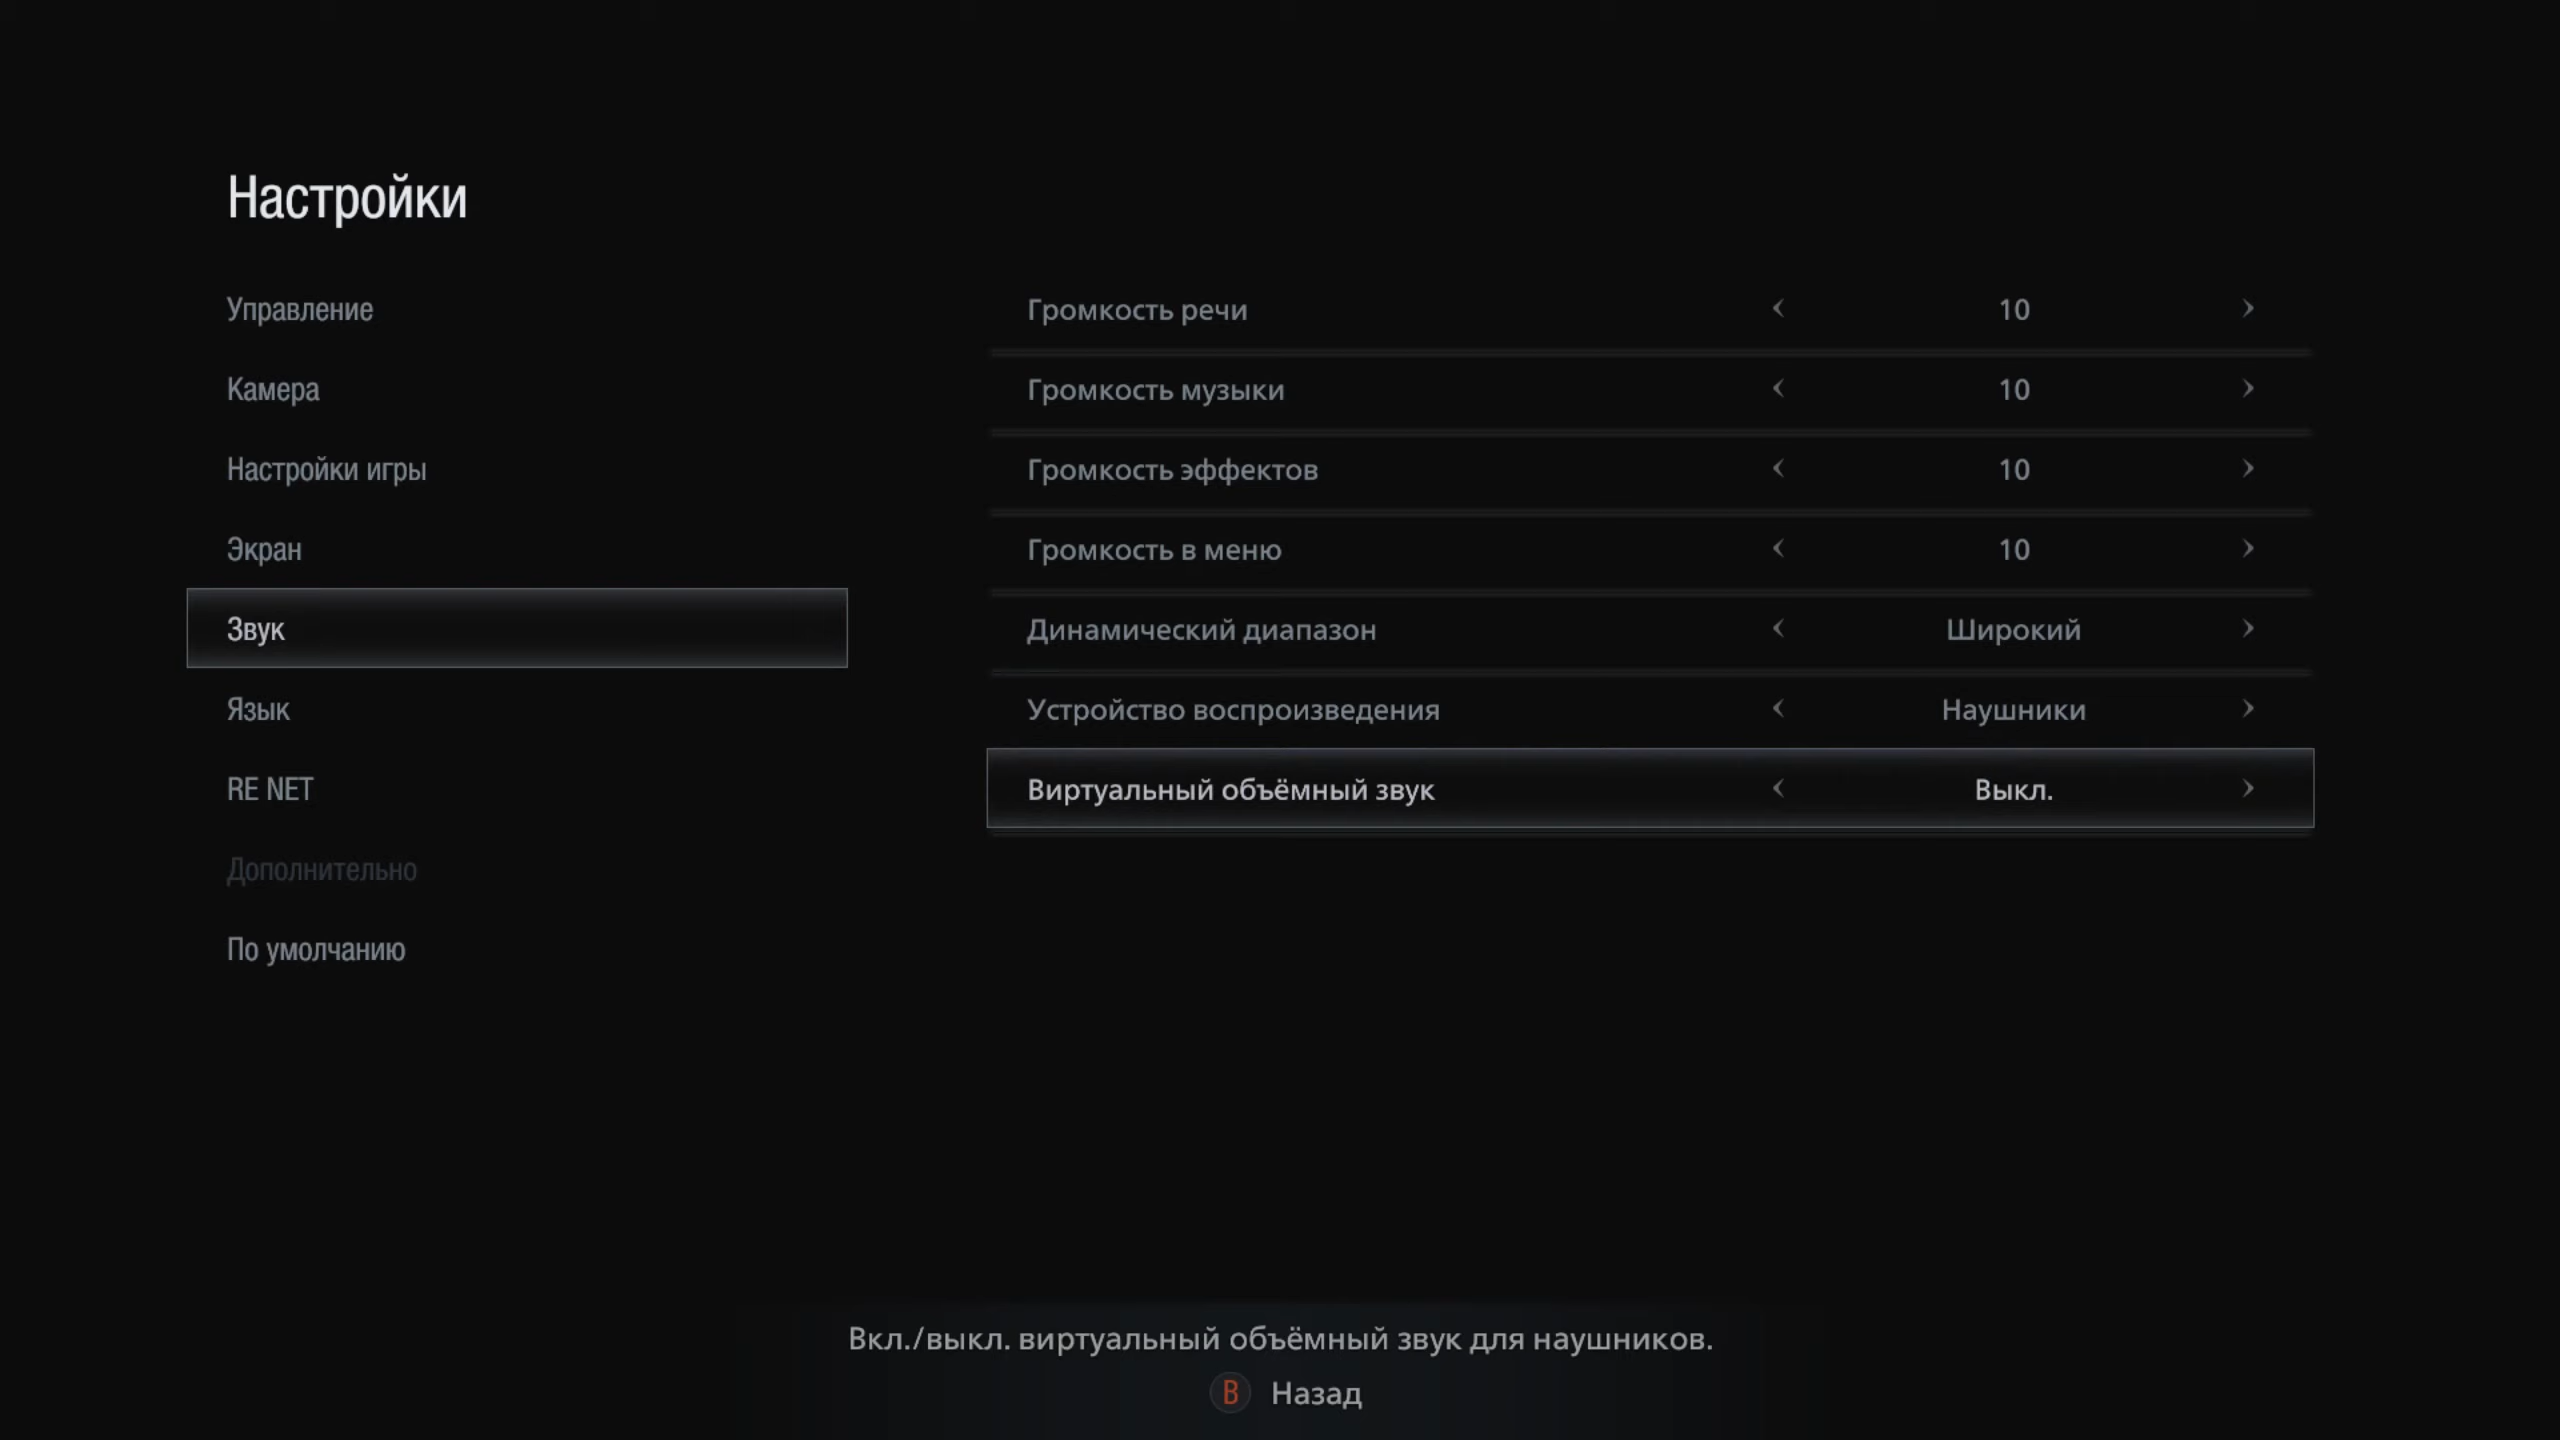 Настройки
Управление
Камера
Настройки игры
Экран
Звук
Язык
RE NET
Дополнительно
По умолчанию
Громкость речи 10
Громкость музыки 10
Громкость эффектов 10
Громкость в меню 10
Динамический диапазон Широкий
Устройство воспроизведения Наушники
Виртуальный объёмный звук Выкл.
Вкл./выкл. виртуальный объёмный звук для наушников.
B Назад